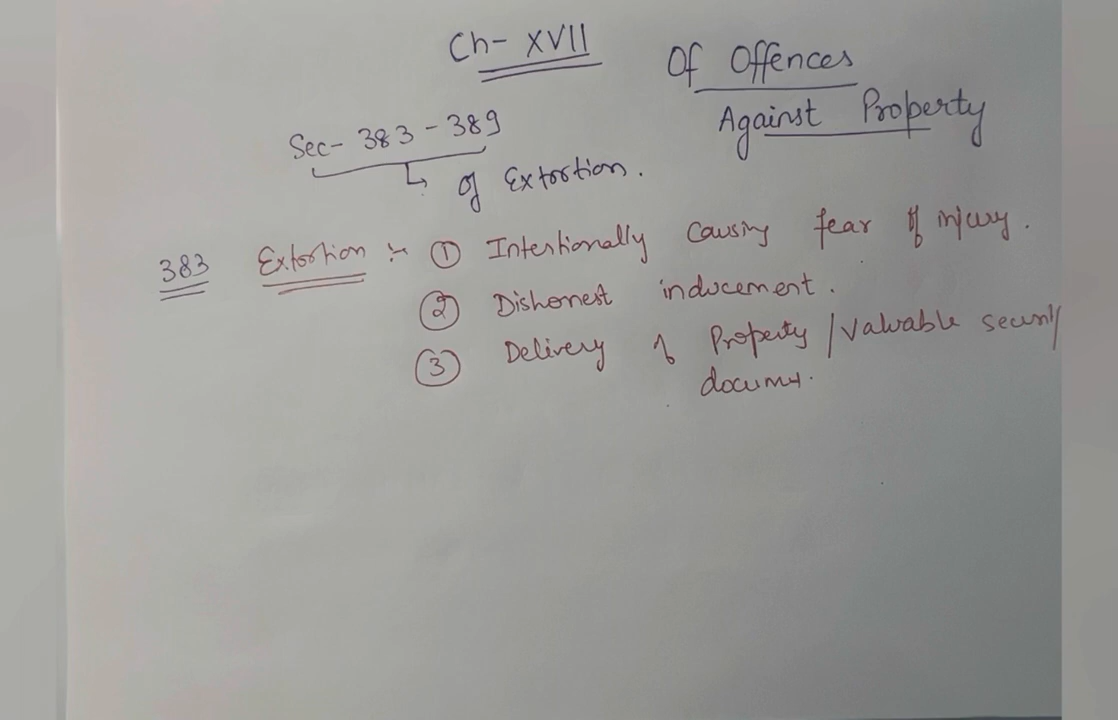 Ch- XVII
Of Offences
Against Property
Sec- 383-389
↳ of Extortion.
383 Extortion :- ① Intentionally causing fear of injury.
② Dishonest inducement.
③ Delivery of Property/Valuable security
documt.